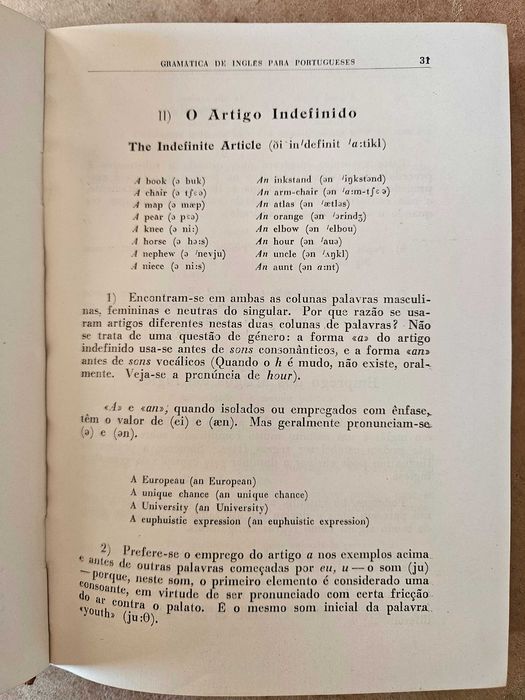 GRAMÁTICA DE INGLÊS PARA PORTUGUESES 31
II) O Artigo Indefinido
The Indefinite Article (ði in'definit 'a:tikl)
A book (ə buk) An inkstand (ən 'iŋkstənd)
A chair (ə tʃɛə) An arm-chair (ən 'a:m-tʃɛə)
A map (ə mæp) An atlas (ən 'ætləs)
A pear (ə pɛə) An orange (ən 'ərindʒ)
A knee (ə ni:) An elbow (ən 'elbou)
A horse (ə hə:s) An hour (ən 'auə)
A nephew (ə 'nevju) An uncle (ən 'ʌŋkl)
A niece (ə ni:s) An aunt (ən a:nt)
1) Encontram-se em ambas as colunas palavras masculi-
nas, femininas e neutras do singular. Por que razão se usa-
ram artigos diferentes nestas duas colunas de palavras? Não
se trata de uma questão de género: a forma «a» do artigo
indefinido usa-se antes de sons consonânticos, e a forma «an»
antes de sons vocálicos (Quando o h é mudo, não existe, oral-
mente. Veja-se a pronúncia de hour).
«A» e «an», quando isolados ou empregados com ênfase,
têm o valor de (ei) e (æn). Mas geralmente pronunciam-se
(ə) e (ən).
A European (an European)
A unique chance (an unique chance)
A University (an University)
A euphuistic expression (an euphuistic expression)
2) Prefere-se o emprego do artigo a nos exemplos acima
e antes de outras palavras começadas por eu, u — o som (ju)
— porque, neste som, o primeiro elemento é considerado uma
consoante, em virtude de ser pronunciado com certa fricção
do ar contra o palato. É o mesmo som inicial da palavra
«youth» (ju:θ).